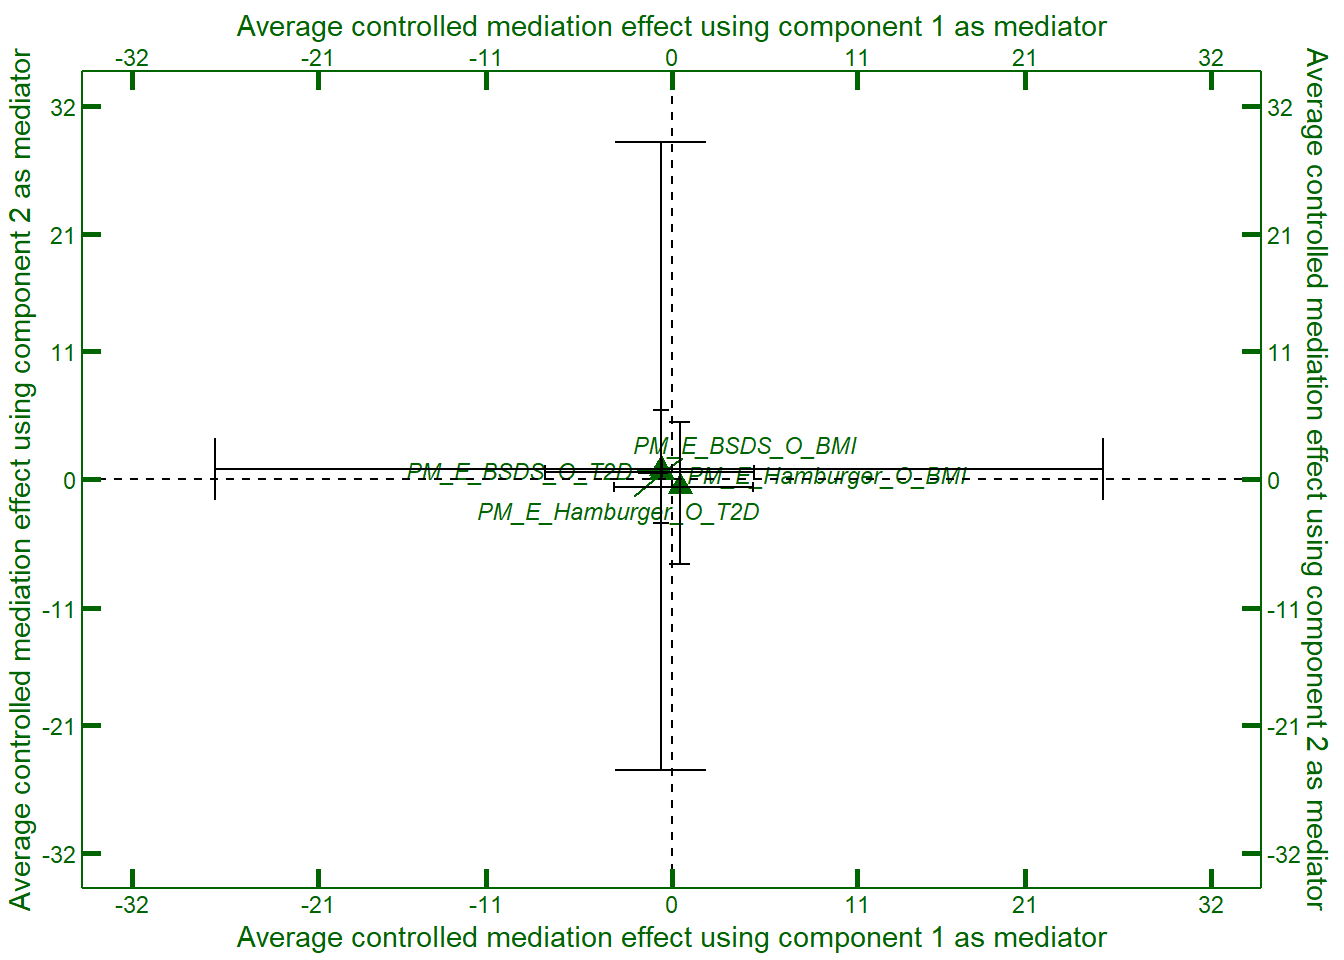 Average controlled mediation effect using component 1 as mediator
-32 -21 -11 0 11 21 32
Average controlled mediation effect using component 2 as mediator
32
21
11
0
-11
-21
-32
PM_E_BSDS_O_BMI
PM_E_BSDS_O_T2D
PM_E_Hamburger_O_BMI
PM_E_Hamburger_O_T2D
32
21
11
0
-11
-21
-32
Average controlled mediation effect using component 2 as mediator
-32 -21 -11 0 11 21 32
Average controlled mediation effect using component 1 as mediator